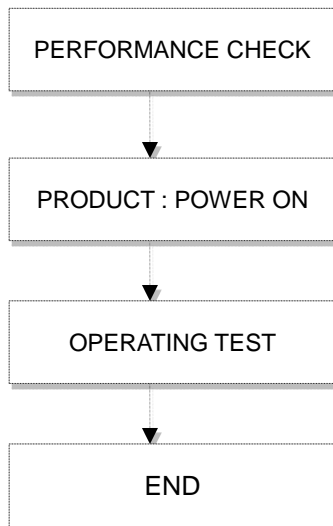 PERFORMANCE CHECK
PRODUCT : POWER ON
OPERATING TEST
END